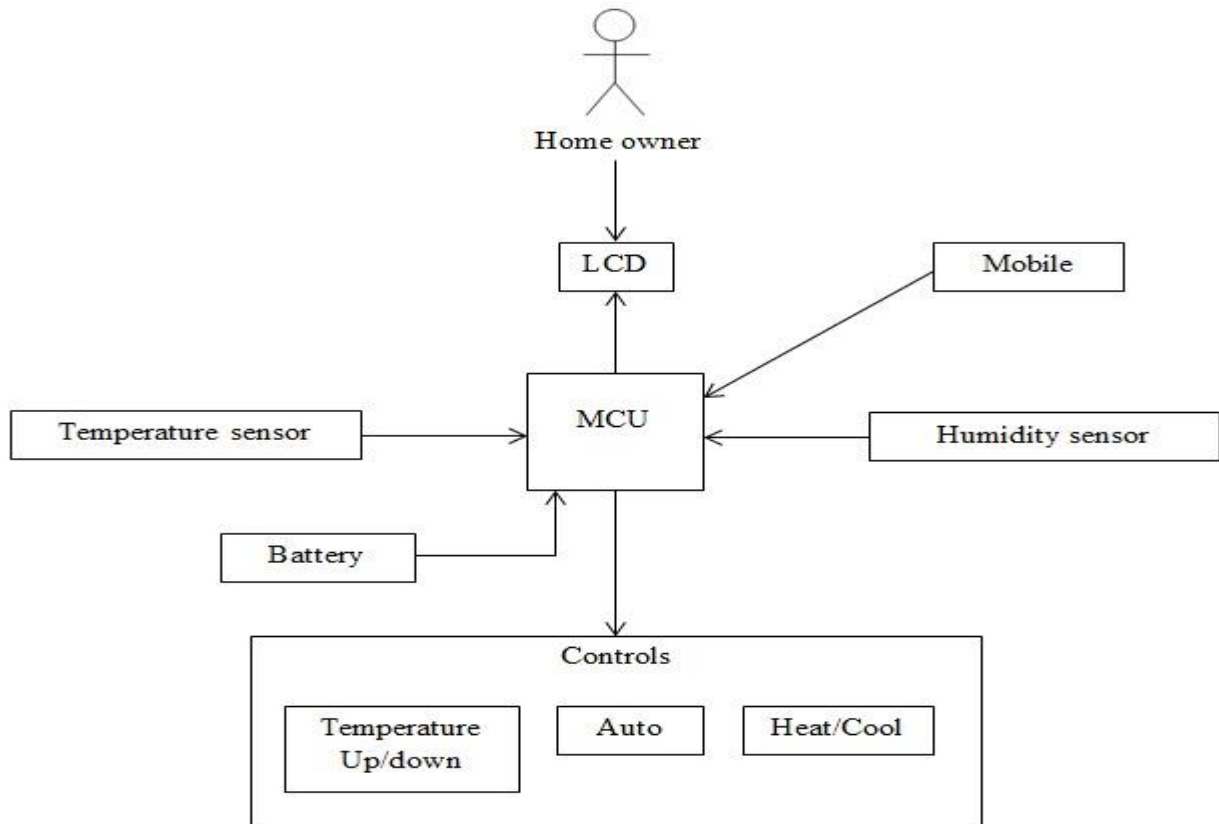 Home owner
LCD
Mobile
MCU
Temperature sensor
Humidity sensor
Battery
Controls
Temperature
Up/down
Auto
Heat/Cool